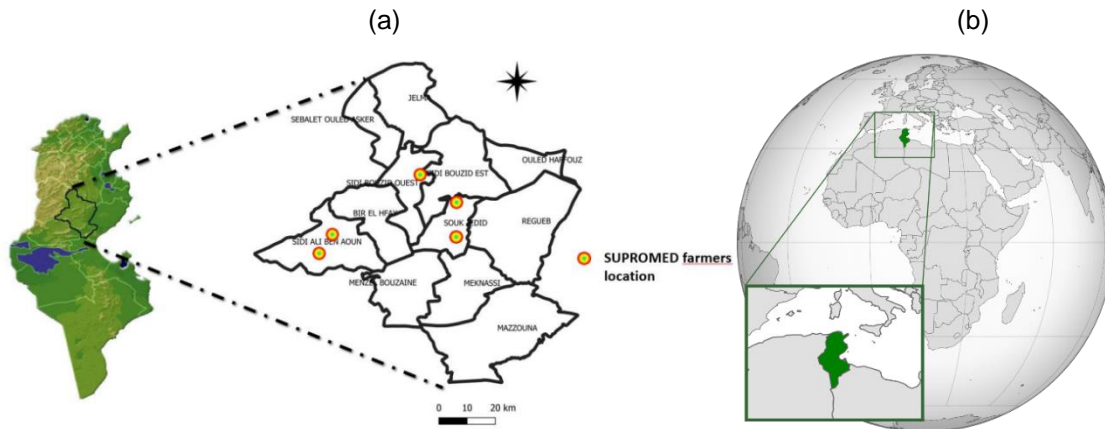 (a)
(b)
JELMA
SEBALET OULED ASKER
OULED HAFFOUZ
SIDI BOUZID EST
SIDI BOUZID OUEST
BIR EL HFAY
SOUK JEDID
REGUEB
SIDI ALI BEN AOUN
SUPROMED farmers
location
MENZEL BOUZAINE
MEKNASSI
MAZZOUNA
0 10 20 km